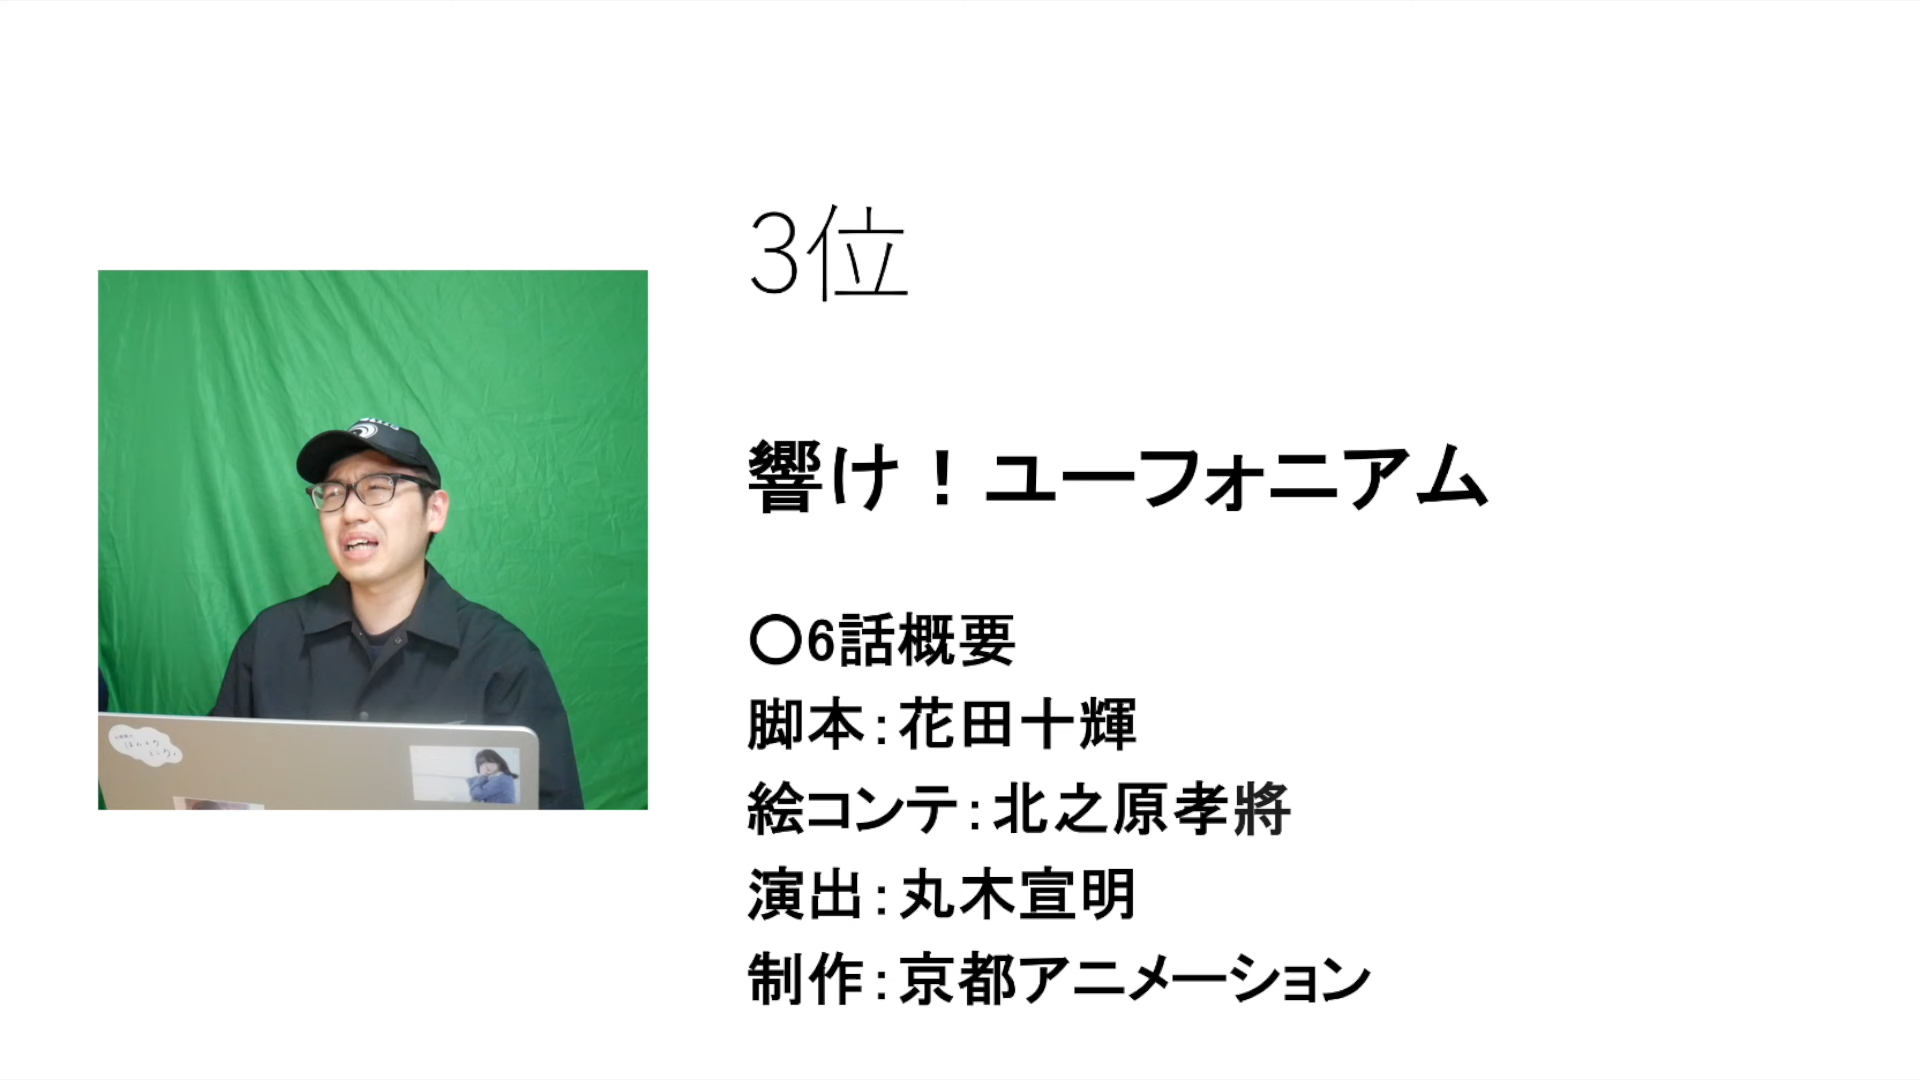 3位
響け！ユーフォニアム
〇6話概要
脚本：花田十輝
絵コンテ：北之原孝將
演出：丸木宣明
制作：京都アニメーション